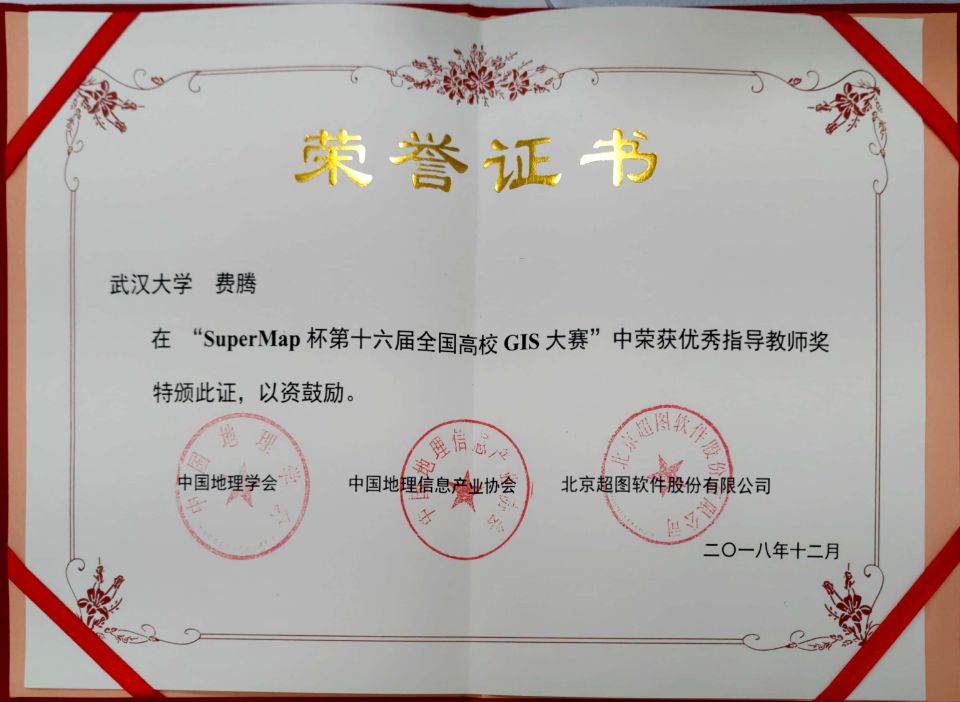 荣誉证书
武汉大学 费腾
在“SuperMap 杯第十六届全国高校 GIS 大赛”中荣获优秀指导教师奖
特颁此证，以资鼓励。
中国地理学会 中国地理信息产业协会 北京超图软件股份有限公司
中国地理学会
中国地理信息产业协会
北京超图软件股份有限公司
二〇一八年十二月